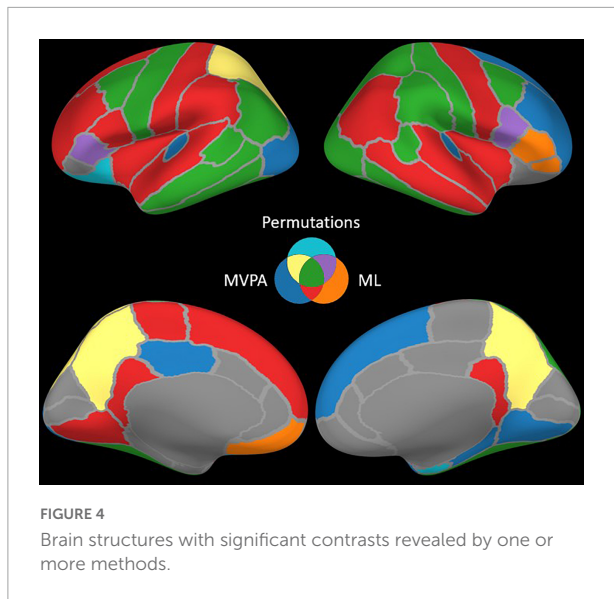 Permutations
MVPA
ML
FIGURE 4
Brain structures with significant contrasts revealed by one or
more methods.